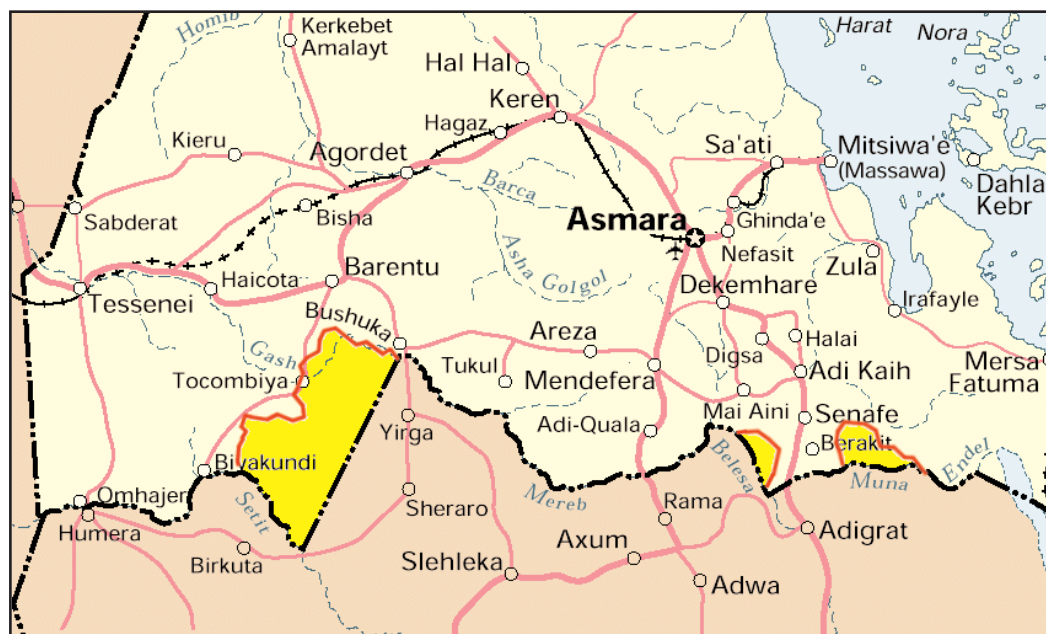 Homib
Kerkebet
Amalayt
Harat
Nora
Hal Hal
Keren
Hagaz
Kieru
Agordet
Sa'ati
Mitsiwa'e
(Massawa)
Barca
Dahla
Kebr
Sabderat
Bisha
Asmara
Ghinda'e
Nefasit
Asha Golgol
Zula
Haicota
Barentu
Tessenei
Dekemhare
Irafayle
Bushuka
Areza
Halai
Gash
Digsa
Mersa
Fatuma
Tukul
Mendefera
Adi Kaih
Tocombiya
Mai Aini
Senafe
Yirga
Adi-Quala
Berakit
Biyakundi
Belesa
Endel
Muna
Omhajer
Setit
Sheraro
Mereb
Rama
Humera
Adigrat
Birkuta
Axum
Slehleka
Adwa